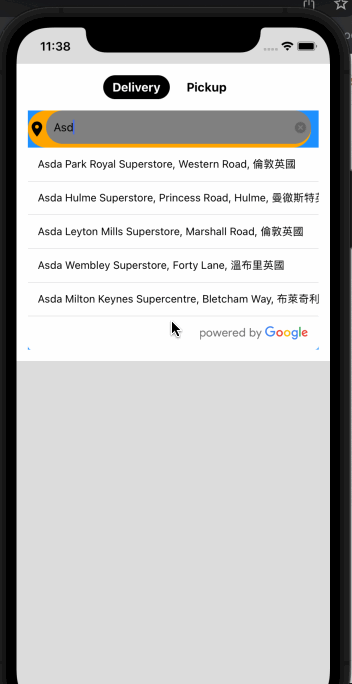 11:38
Delivery Pickup
Asd
Asda Park Royal Superstore, Western Road, 倫敦英國
Asda Hulme Superstore, Princess Road, Hulme, 曼徹斯特
Asda Leyton Mills Superstore, Marshall Road, 倫敦英國
Asda Wembley Superstore, Forty Lane, 溫布里英國
Asda Milton Keynes Supercentre, Bletcham Way, 布萊奇利
powered by Google